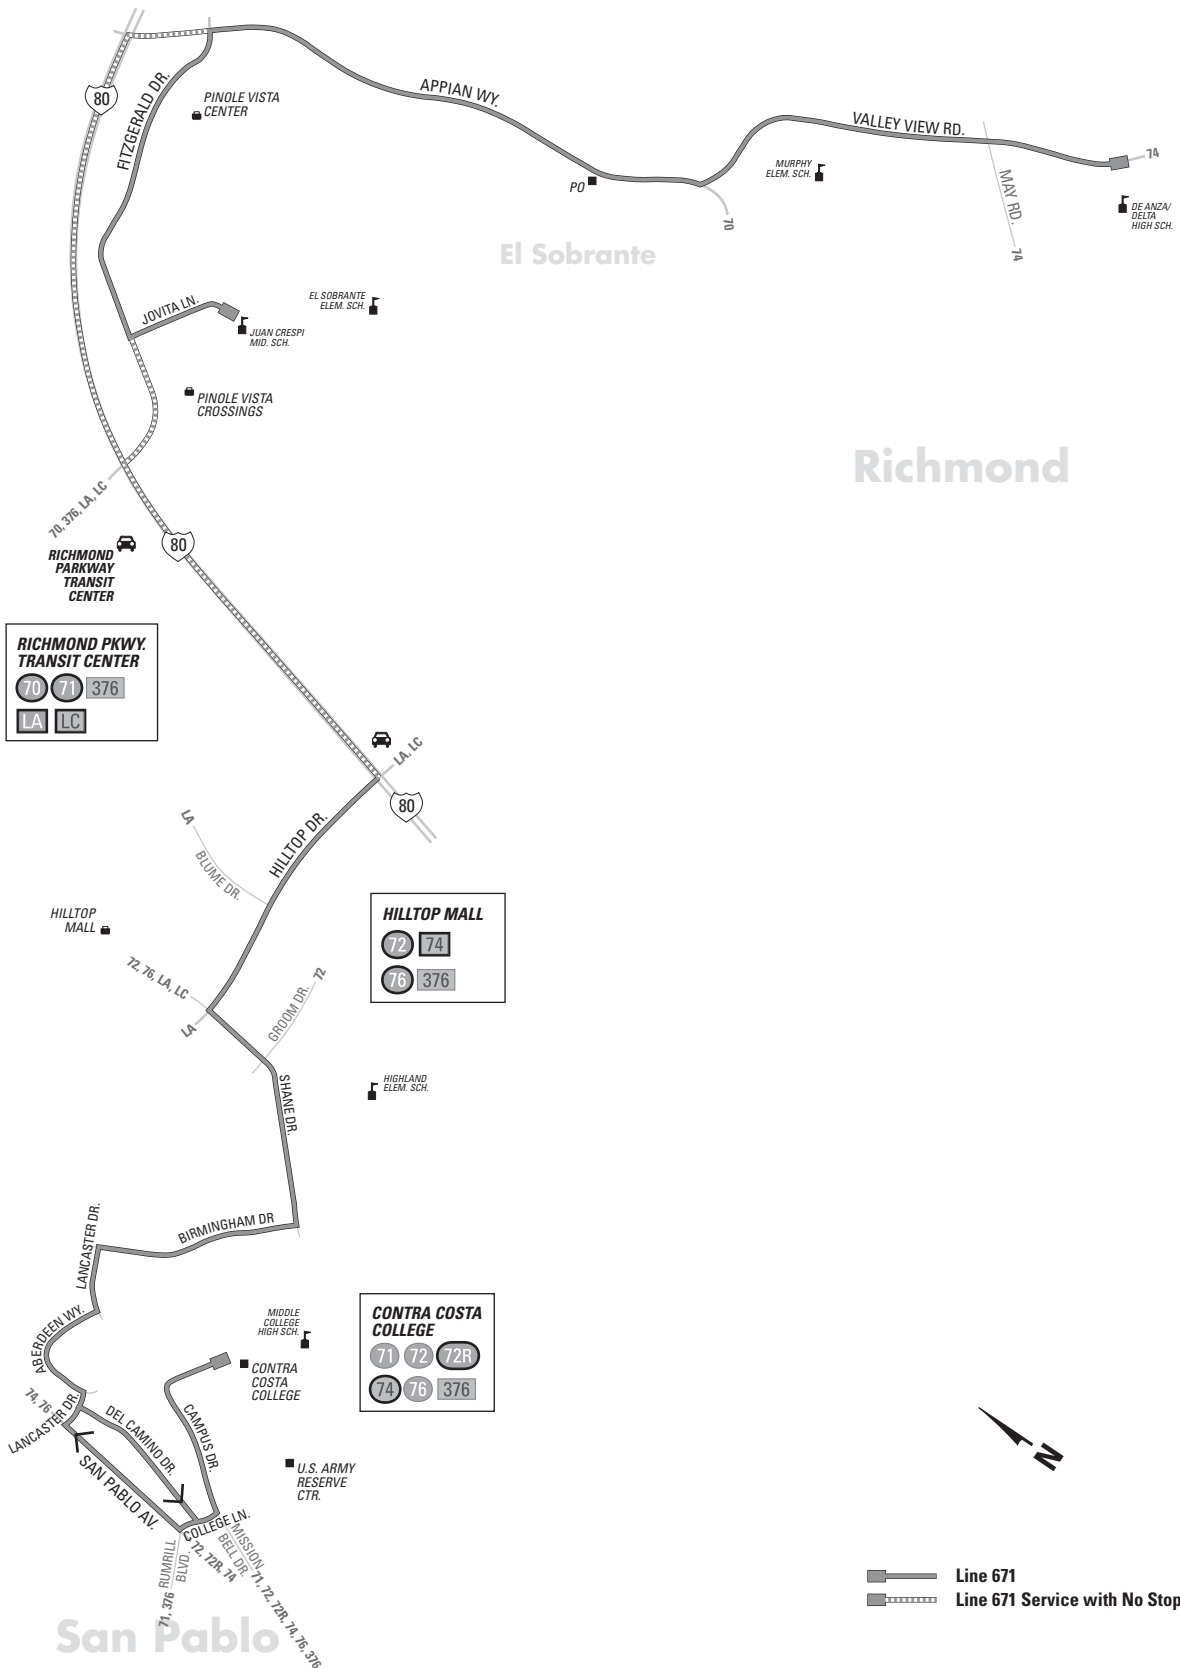 80
FITZGERALD DR.
PINOLE VISTA
CENTER
APPIAN WY.
VALLEY VIEW RD.
MURPHY
ELEM. SCH.
PO
70
MAY RD.
74
74
DE ANZA/
DELTA
HIGH SCH.
El Sobrante
JOVITA LN.
EL SOBRANTE
ELEM. SCH.
JUAN CRESPI
MID. SCH.
PINOLE VISTA
CROSSINGS
Richmond
70, 376, LA, LC
80
RICHMOND
PARKWAY
TRANSIT
CENTER
RICHMOND PKWY.
TRANSIT CENTER
70 71 376
LA LC
LA, LC
80
HILLTOP DR.
LA
BLUME DR.
HILLTOP
MALL
HILLTOP MALL
72 74
76 376
72, 76, LA, LC
LA
GROOM DR.
72
SHANE DR.
HIGHLAND
ELEM. SCH.
BIRMINGHAM DR
LANCASTER DR.
ABERDEEN WY.
MIDDLE
COLLEGE
HIGH SCH.
CONTRA
COSTA
COLLEGE
CONTRA COSTA
COLLEGE
71 72 72R
74 76 376
74, 76
LANCASTER DR.
DEL CAMINO DR.
CAMPUS DR.
SAN PABLO AV.
U.S. ARMY
RESERVE
CTR.
COLLEGE LN.
MISSION
BELL DR.
RUMRILL
BLVD.
71, 376
72, 72R, 74
71, 72, 72R, 74, 76, 376
San Pablo
N
Line 671
Line 671 Service with No Stop